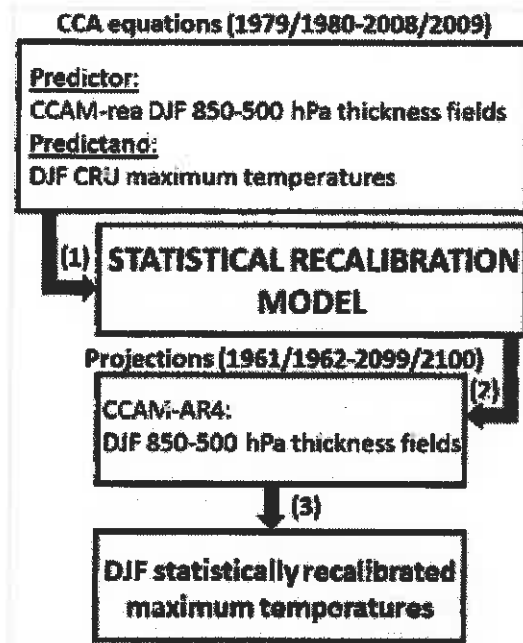 CCA equations (1979/1980-2008/2009)
Predictor:
CCAM-rea DJF 850-500 hPa thickness fields
Predictand:
DJF CRU maximum temperatures
(1)
STATISTICAL RECALIBRATION
MODEL
Projections (1961/1962-2099/2100)
(2)
CCAM-AR4:
DJF 850-500 hPa thickness fields
(3)
DJF statistically recalibrated
maximum temperatures